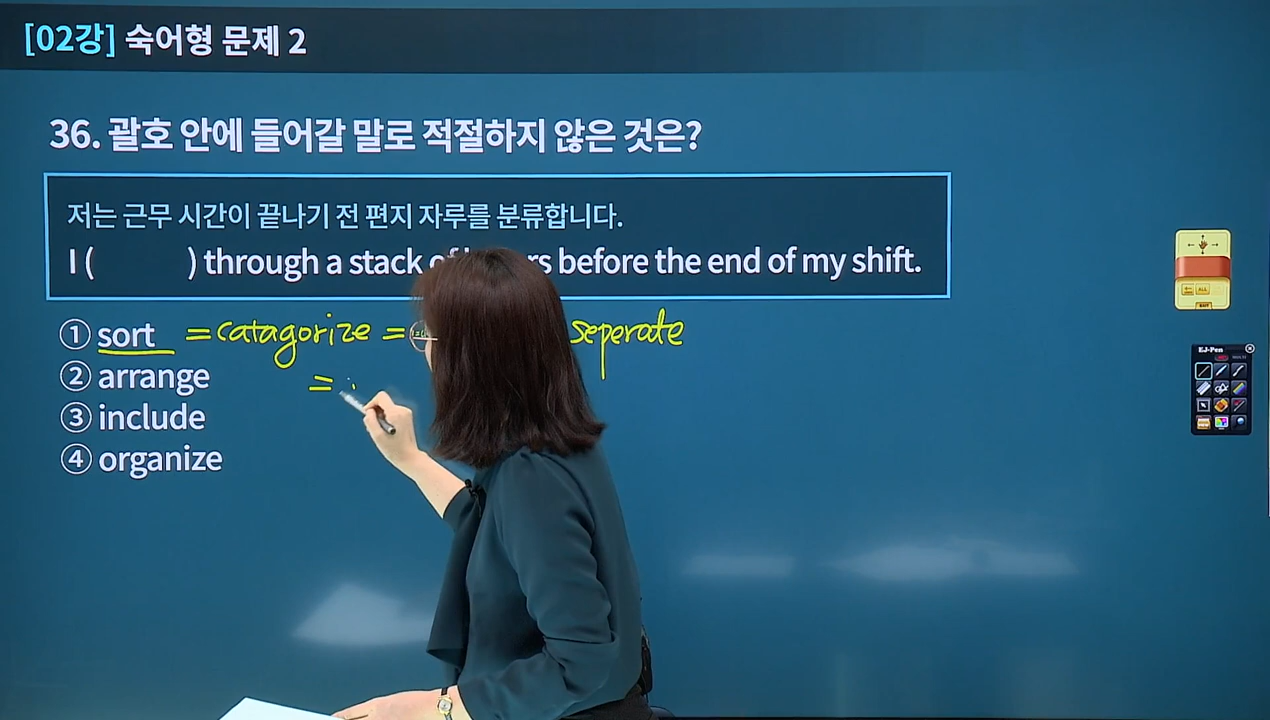 [02강] 숙어형 문제 2
36. 괄호 안에 들어갈 말로 적절하지 않은 것은?
저는 근무 시간이 끝나기 전 편지 자루를 분류합니다.
I ( ) through a stack before the end of my shift.
① sort = catagorize = seperate
② arrange =
③ include
④ organize
EJ-Pen